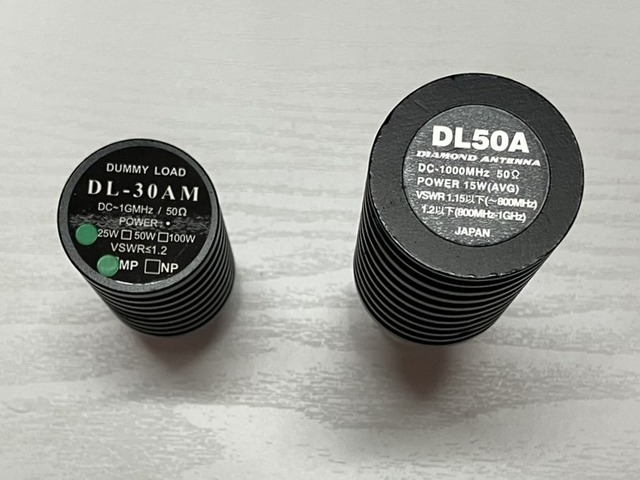 DUMMY LOAD
DL-30AM
DC~1GMHz / 50Ω
POWER:•
25W □ 50W □ 100W
VSWR≤1.2
MP □ NP
DL50A
DIAMOND ANTENNA
DC-1000MHz 50Ω
POWER 15W(AVG)
VSWR 1.15以下(~800MHz)
1.2以下(800MHz-1GHz)
JAPAN